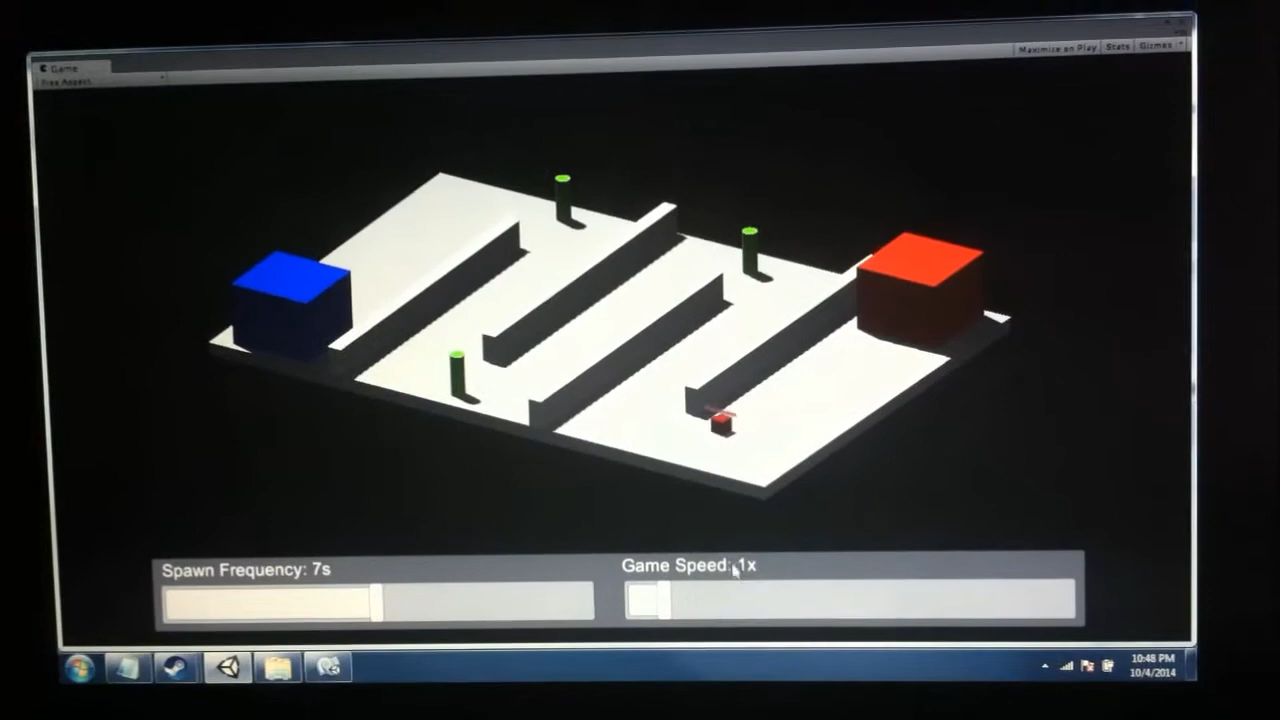 Game
Free Aspect
Maximize on Play
Stats
Gizmos
Spawn Frequency: 7s
Game Speed: 1x
10:48 PM
10/4/2014